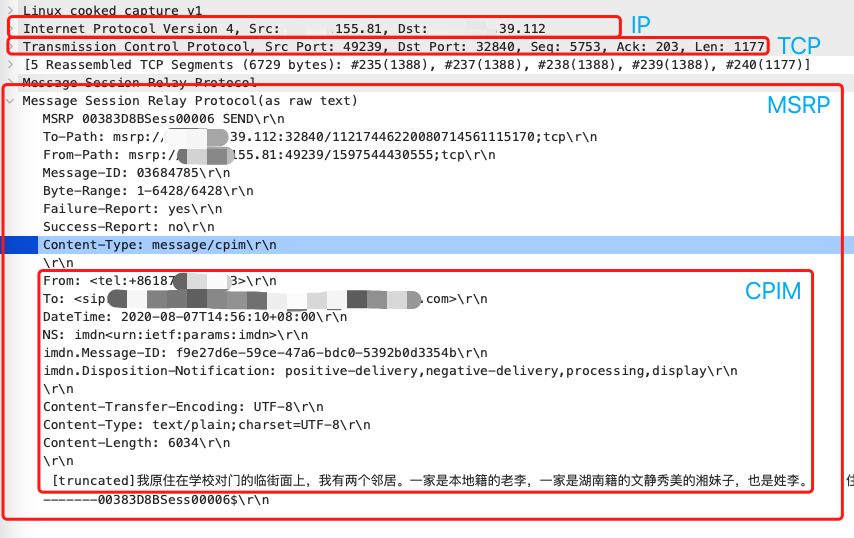 Linux cooked capture v1
Internet Protocol Version 4, Src: 155.81, Dst: 39.112
IP
Transmission Control Protocol, Src Port: 49239, Dst Port: 32840, Seq: 5753, Ack: 203, Len: 1177
TCP
[5 Reassembled TCP Segments (6729 bytes): #235(1388), #237(1388), #238(1388), #239(1388), #240(1177)]
Message Session Relay Protocol
Message Session Relay Protocol(as raw text)
MSRP
MSRP 00383D8BSess00006 SEND\r\n
To-Path: msrp:// 39.112:32840/11217446220080714561115170;tcp\r\n
From-Path: msrp:/ 155.81:49239/1597544430555;tcp\r\n
Message-ID: 03684785\r\n
Byte-Range: 1-6428/6428\r\n
Failure-Report: yes\r\n
Success-Report: no\r\n
Content-Type: message/cpim\r\n
\r\n
From: <tel:+86187 3>\r\n
CPIM
To: <sip .com>\r\n
DateTime: 2020-08-07T14:56:10+08:00\r\n
NS: imdn<urn:ietf:params:imdn>\r\n
imdn.Message-ID: f9e27d6e-59ce-47a6-bdc0-5392b0d3354b\r\n
imdn.Disposition-Notification: positive-delivery,negative-delivery,processing,display\r\n
\r\n
Content-Transfer-Encoding: UTF-8\r\n
Content-Type: text/plain;charset=UTF-8\r\n
Content-Length: 6034\r\n
\r\n
[truncated]我原住在学校对门的临街面上，我有两个邻居。一家是本地籍的老李，一家是湖南籍的文静秀美的湘妹子，也是姓李。 住
-------00383D8BSess00006$\r\n